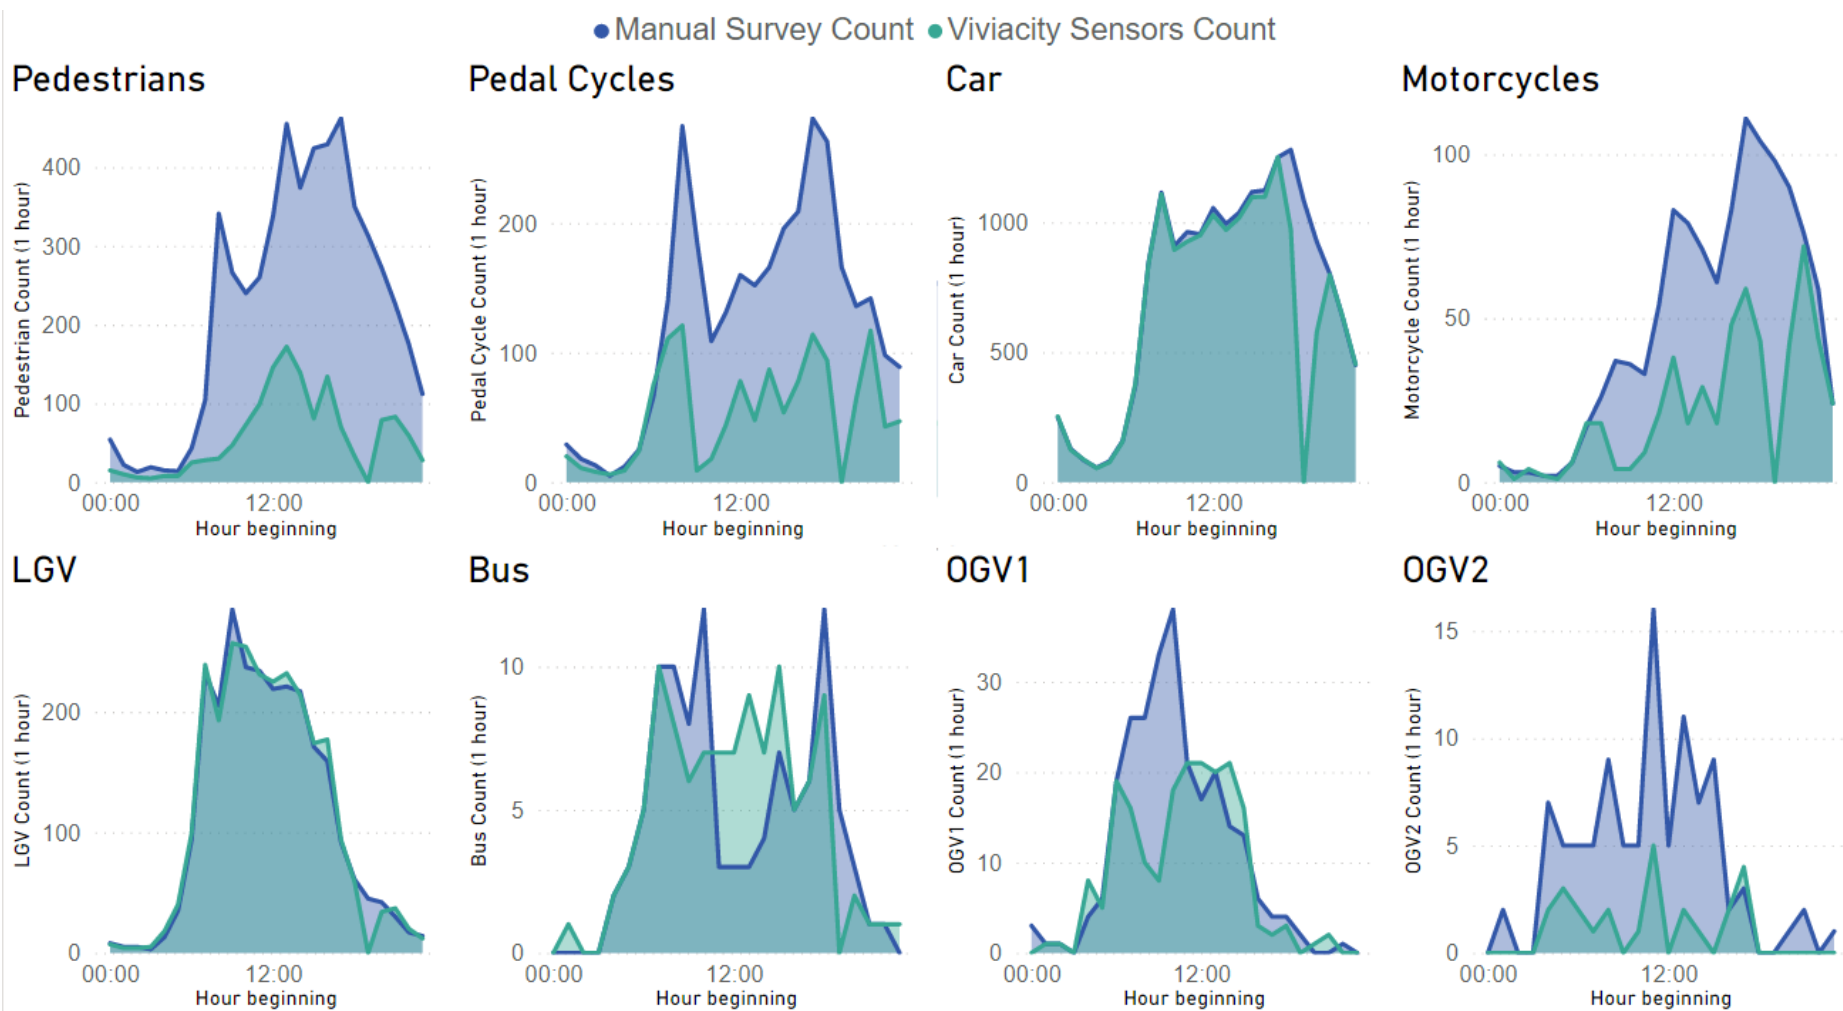 Manual Survey Count Viviacity Sensors Count
Pedestrians
Pedestrian Count (1 hour)
400
300
200
100
0
00:00 12:00
Hour beginning
Pedal Cycles
Pedal Cycle Count (1 hour)
200
100
0
00:00 12:00
Hour beginning
Car
Car Count (1 hour)
1000
500
0
00:00 12:00
Hour beginning
Motorcycles
Motorcycle Count (1 hour)
100
50
0
00:00 12:00
Hour beginning
LGV
LGV Count (1 hour)
200
100
0
00:00 12:00
Hour beginning
Bus
Bus Count (1 hour)
10
5
0
00:00 12:00
Hour beginning
OGV1
OGV1 Count (1 hour)
30
20
10
0
00:00 12:00
Hour beginning
OGV2
OGV2 Count (1 hour)
15
10
5
0
00:00 12:00
Hour beginning